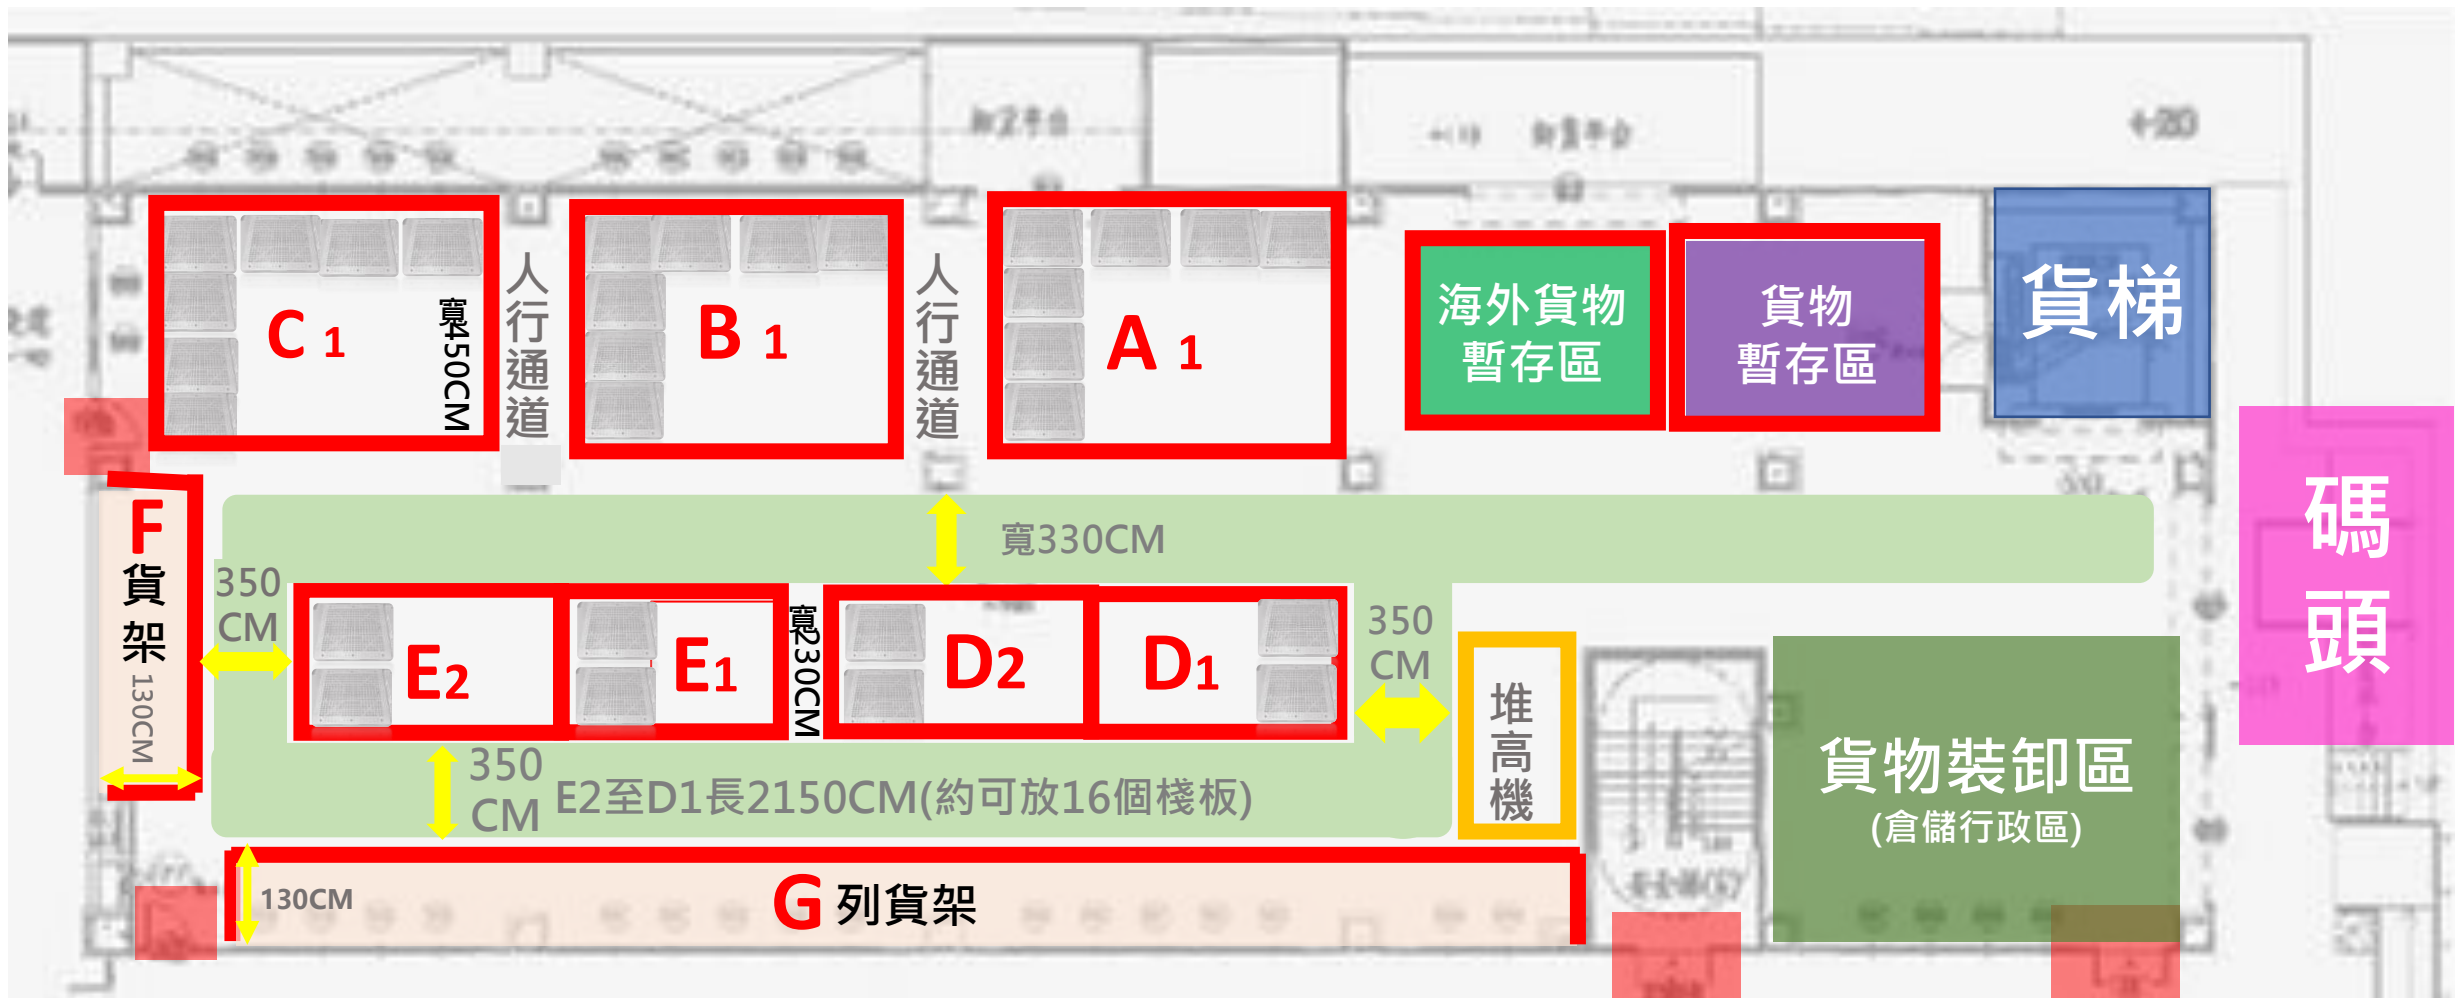 +20
C 1
寬450CM
人行通道
B 1
人行通道
A 1
海外貨物
暫存區
貨物
暫存區
貨梯
碼頭
F
貨架
130CM
寬330CM
350
CM
E2
E1
寬230CM
D2
D1
350
CM
堆高機
350
CM
E2至D1長2150CM(約可放16個棧板)
貨物裝卸區
(倉儲行政區)
130CM
G 列貨架